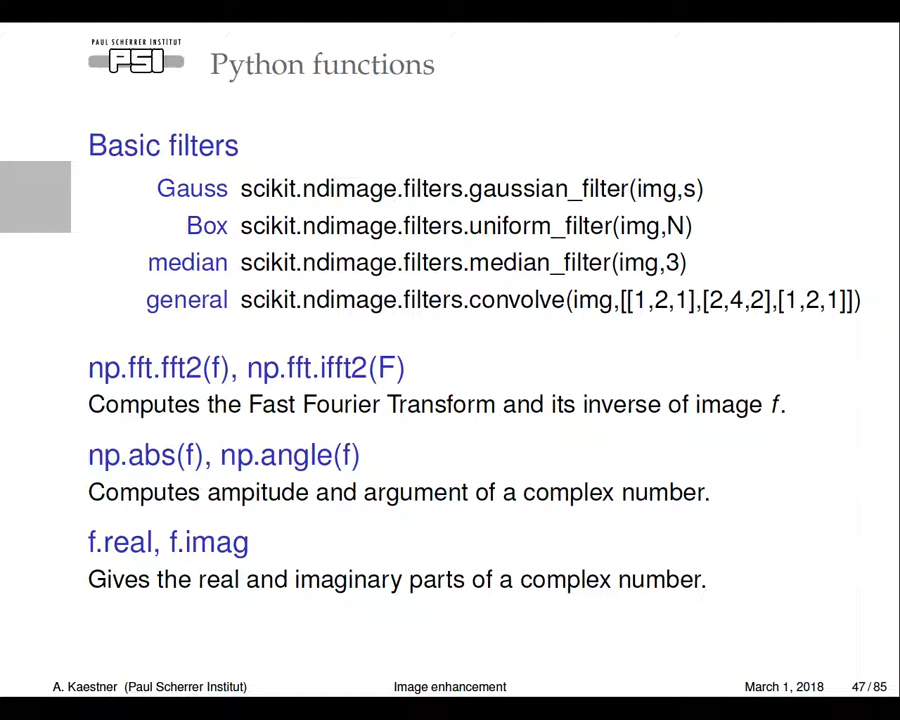 PAUL SCHERRER INSTITUT
PSI
Python functions
Basic filters
Gauss scikit.ndimage.filters.gaussian_filter(img,s)
Box scikit.ndimage.filters.uniform_filter(img,N)
median scikit.ndimage.filters.median_filter(img,3)
general scikit.ndimage.filters.convolve(img,[[1,2,1],[2,4,2],[1,2,1]])
np.fft.fft2(f), np.fft.ifft2(F)
Computes the Fast Fourier Transform and its inverse of image f.
np.abs(f), np.angle(f)
Computes ampitude and argument of a complex number.
f.real, f.imag
Gives the real and imaginary parts of a complex number.
A. Kaestner (Paul Scherrer Institut) Image enhancement March 1, 2018 47 / 85